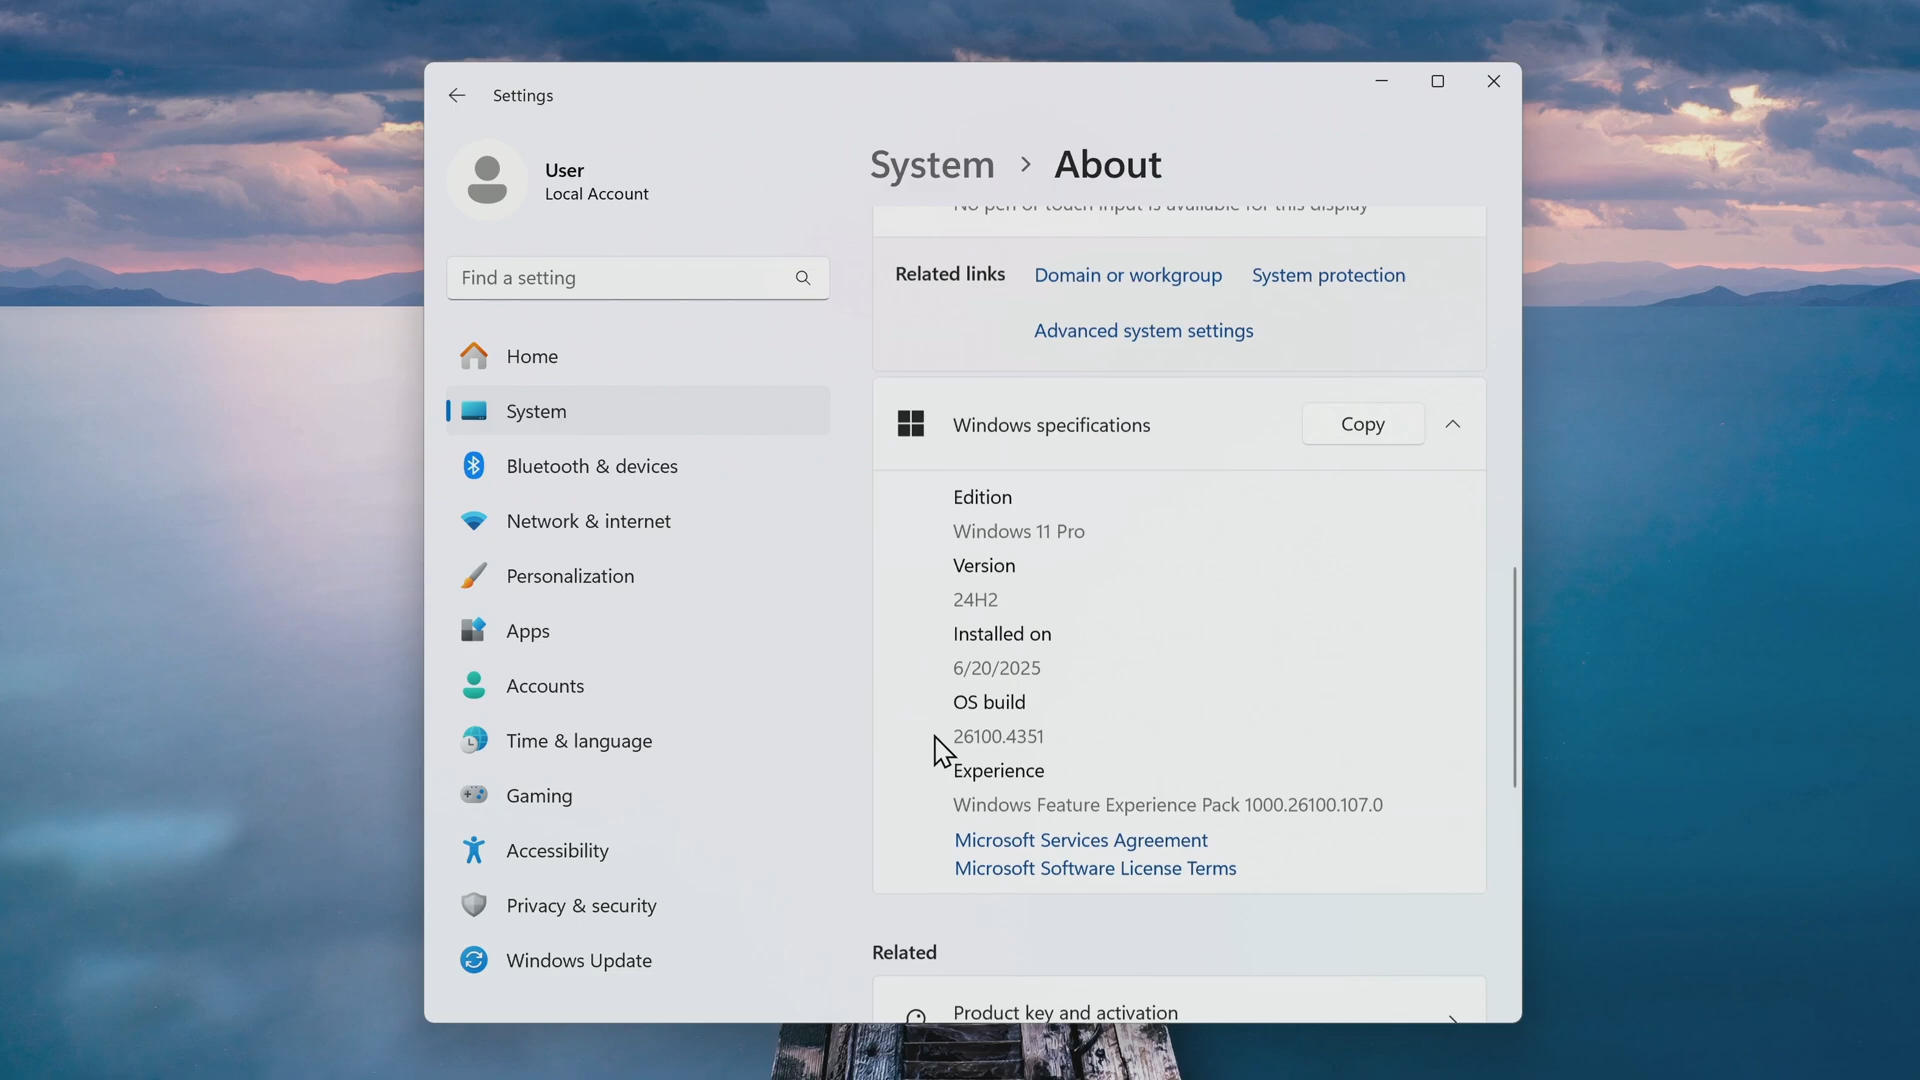 Settings
User
Local Account
Find a setting
Home
System
Bluetooth & devices
Network & internet
Personalization
Apps
Accounts
Time & language
Gaming
Accessibility
Privacy & security
Windows Update
System > About
No pen or touch input is available for this display
Related links Domain or workgroup System protection
Advanced system settings
Windows specifications Copy
Edition
Windows 11 Pro
Version
24H2
Installed on
6/20/2025
OS build
26100.4351
Experience
Windows Feature Experience Pack 1000.26100.107.0
Microsoft Services Agreement
Microsoft Software License Terms
Related
Product key and activation